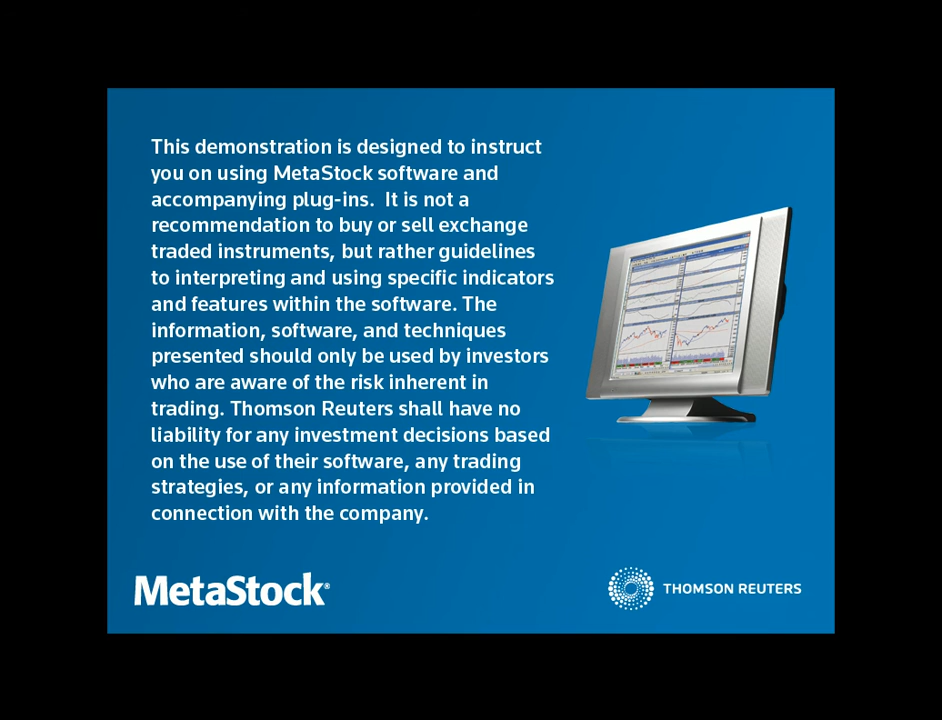 This demonstration is designed to instruct
you on using MetaStock software and
accompanying plug-ins.  It is not a
recommendation to buy or sell exchange
traded instruments, but rather guidelines
to interpreting and using specific indicators
and features within the software. The
information, software, and techniques
presented should only be used by investors
who are aware of the risk inherent in
trading. Thomson Reuters shall have no
liability for any investment decisions based
on the use of their software, any trading
strategies, or any information provided in
connection with the company.
MetaStock®
THOMSON REUTERS